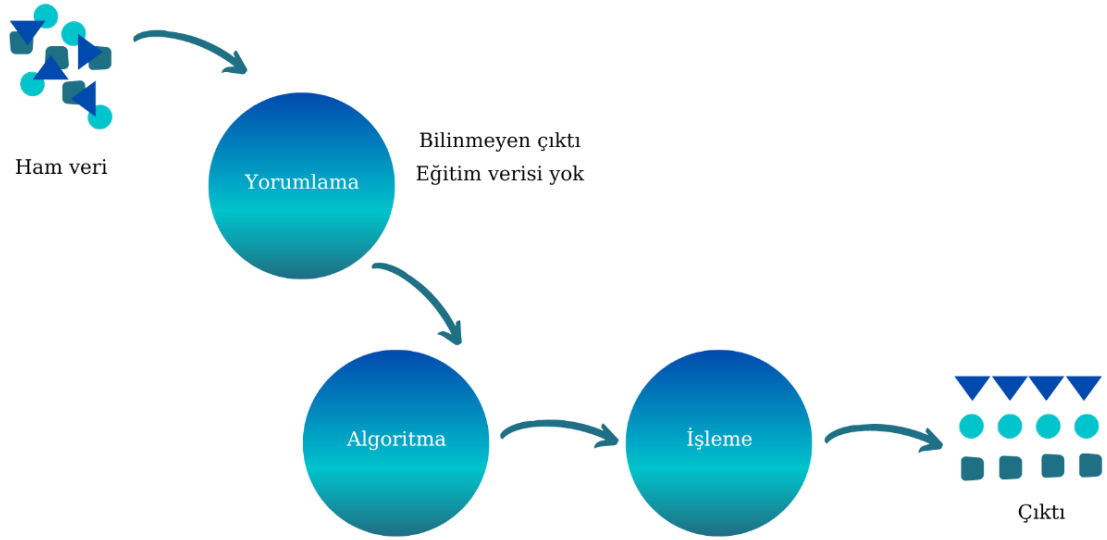 Ham veri
Yorumlama
Bilinmeyen çıktı
Eğitim verisi yok
Algoritma
İşleme
Çıktı